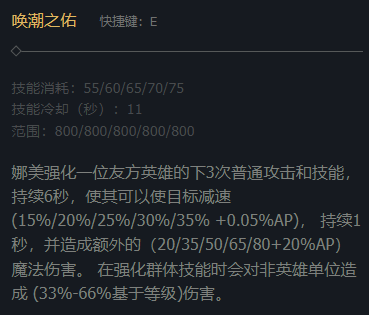 唤潮之佑 快捷键：E
技能消耗：55/60/65/70/75
技能冷却（秒）：11
范围：800/800/800/800/800
娜美强化一位友方英雄的下3次普通攻击和技能，
持续6秒，使其可以使目标减速
(15%/20%/25%/30%/35% +0.05%AP)， 持续1
秒，并造成额外的（20/35/50/65/80+20%AP）
魔法伤害。 在强化群体技能时会对非英雄单位造
成 (33%-66%基于等级)伤害。